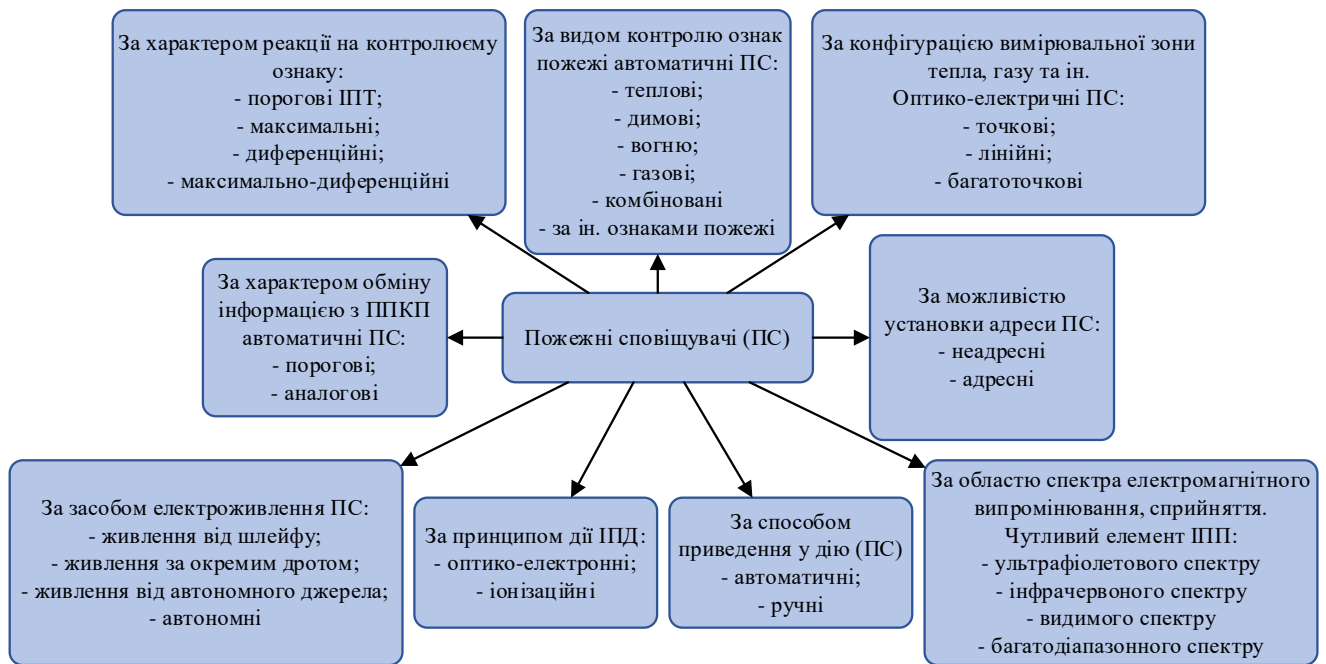 За характером реакції на контролюєму
ознаку:
- порогові ІПТ;
- максимальні;
- диференційні;
- максимально-диференційні
За видом контролю ознак
пожежі автоматичні ПС:
- теплові;
- димові;
- вогню;
- газові;
- комбіновані
- за ін. ознаками пожежі
За конфігурацією вимірювальної зони
тепла, газу та ін.
Оптико-електричні ПС:
- точкові;
- лінійні;
- багатоточкові
За характером обміну
інформацією з ППКП
автоматичні ПС:
- порогові;
- аналогові
Пожежні сповіщувачі (ПС)
За можливістю
установки адреси ПС:
- неадресні
- адресні
За засобом електроживлення ПС:
- живлення від шлейфу;
- живлення за окремим дротом;
- живлення від автономного джерела;
- автономні
За принципом дії ІПД:
- оптико-електронні;
- іонізаційні
За способом
приведення у дію (ПС)
- автоматичні;
- ручні
За областю спектра електромагнітного
випромінювання, сприйняття.
Чутливий елемент ІПП:
- ультрафіолетового спектру
- інфрачервоного спектру
- видимого спектру
- багатодіапазонного спектру